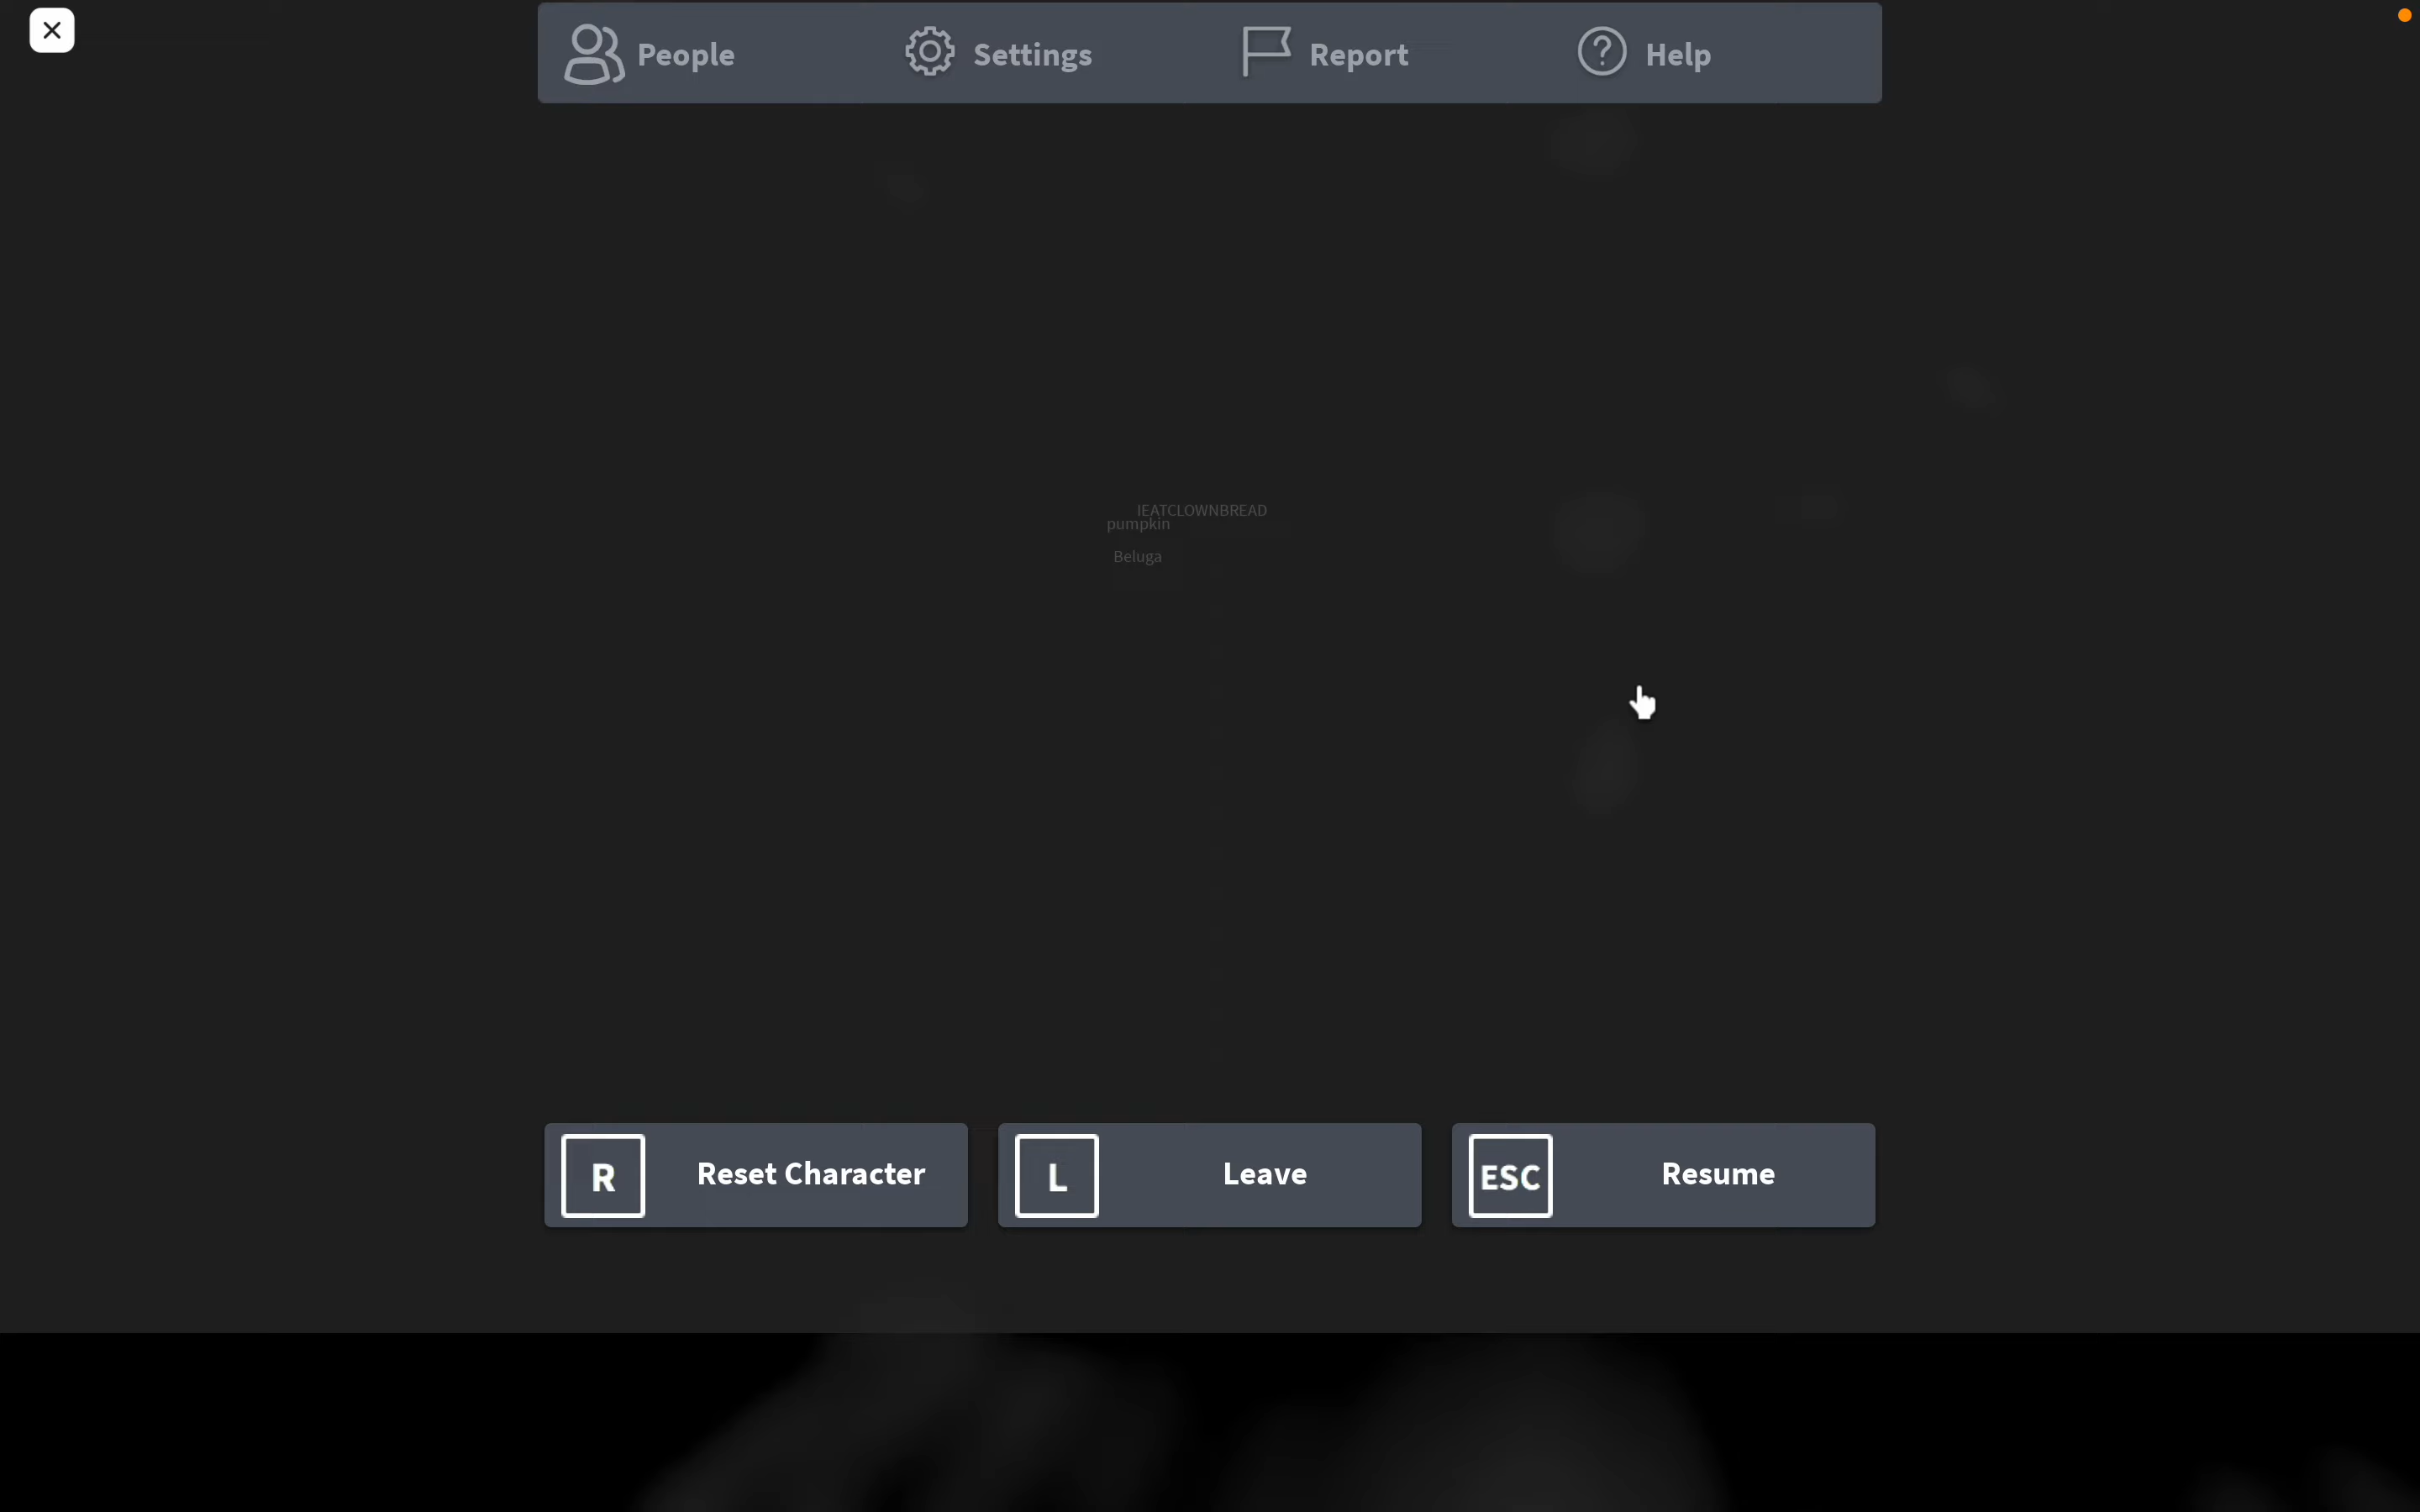 People Settings Report Help
IEATCLOWNBREAD
pumpkin
Beluga
R Reset Character L Leave ESC Resume